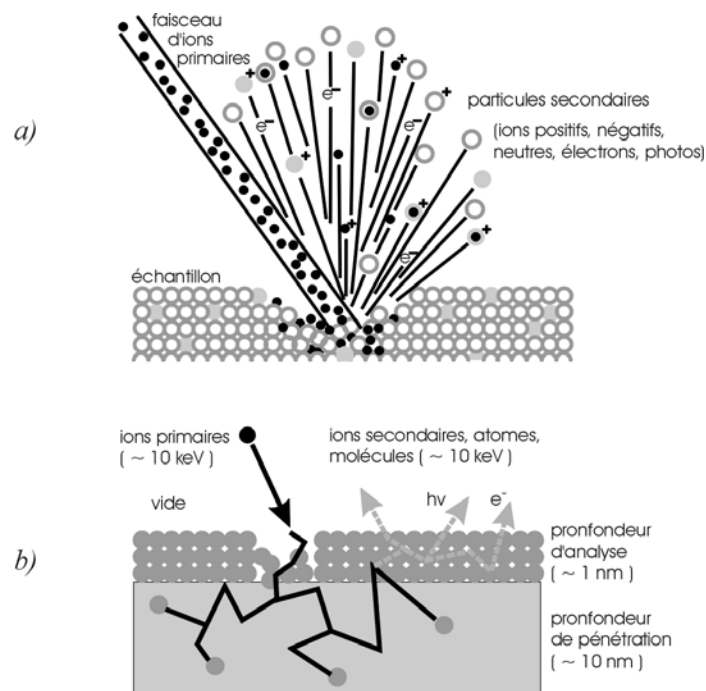 faisceau
d'ions
primaires
a)
e−
e−
e−
e−
+
+
+
+
+
+
+
particules secondaires
(ions positifs, négatifs,
neutres, électrons, photos)
échantillon
b)
ions primaires
( ~ 10 keV )
ions secondaires, atomes,
molécules ( ~ 10 keV )
vide
hv
e-
pronfondeur
d'analyse
( ~ 1 nm )
pronfondeur
de pénétration
( ~ 10 nm )